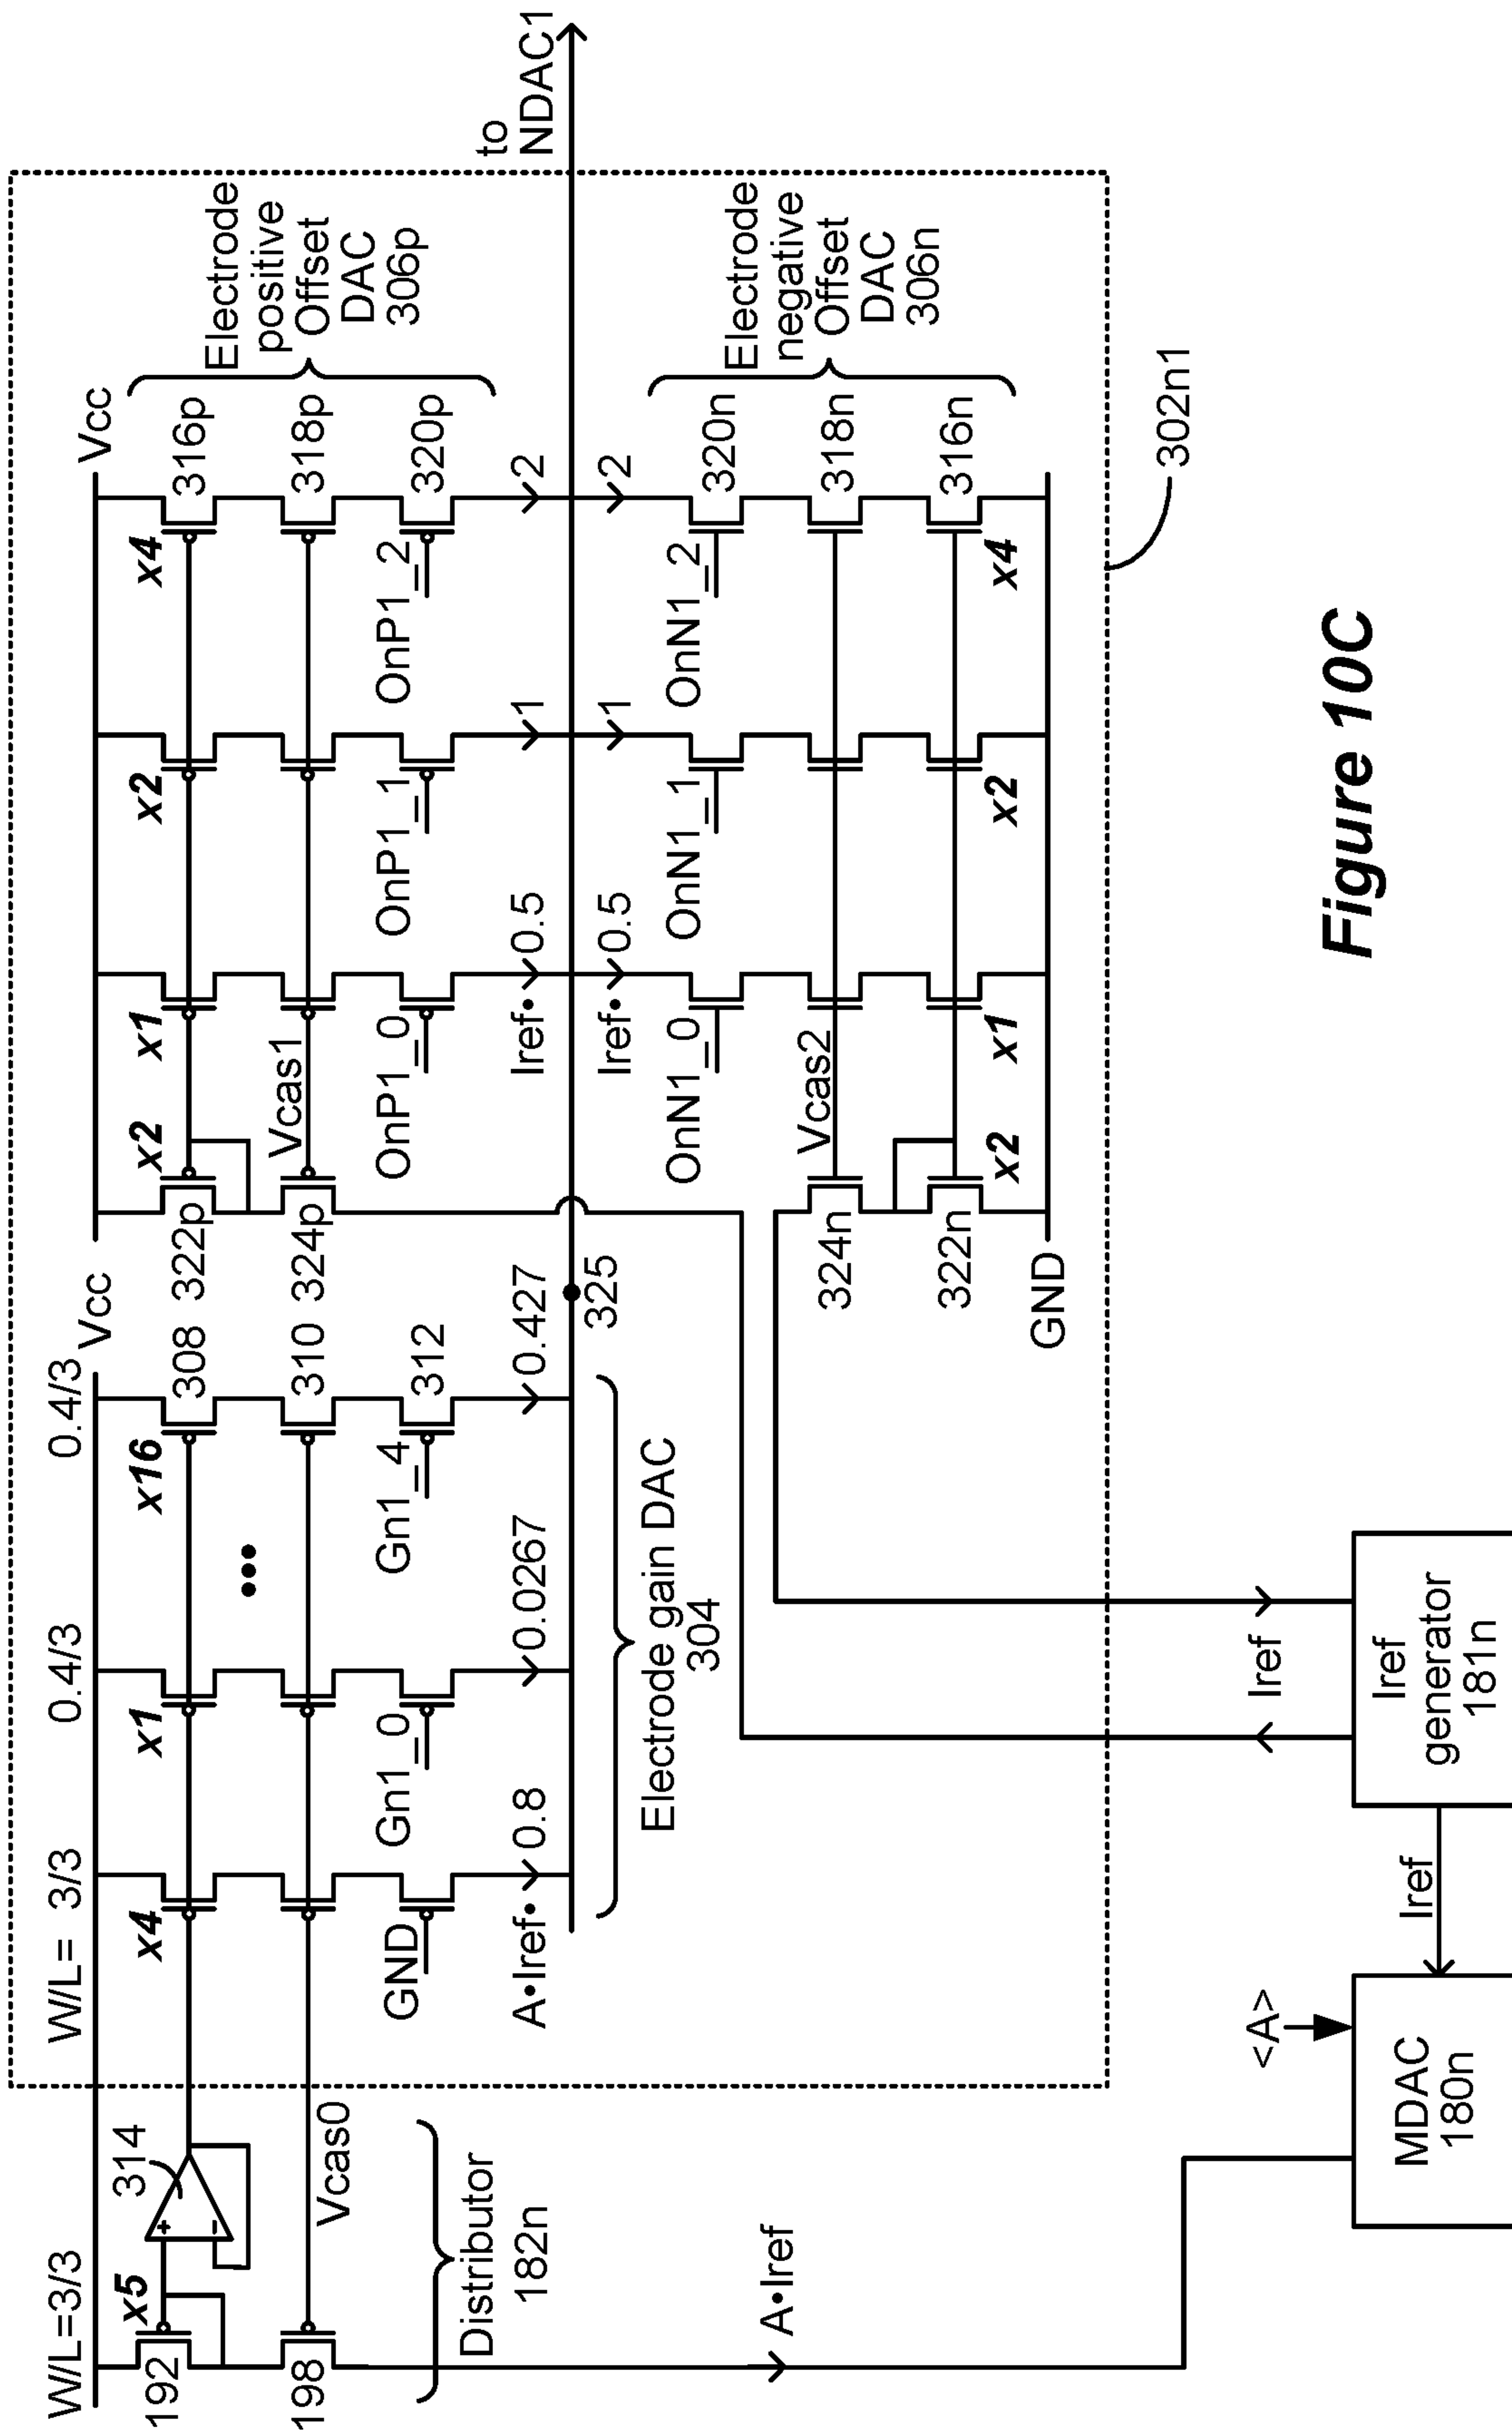 W/L=3/3
W/L= 3/3
0.4/3
0.4/3
Vcc
Vcc
x5
192
314
+
−
x4
x1
x16
308
322p
x2
x1
x2
x4
316p
Electrode
positive
Offset
DAC
306p
198
Vcas0
310
324p
Vcas1
318p
GND
Gn1_0
Gn1_4
312
OnP1_0
OnP1_1
OnP1_2
320p
Distributor
182n
A•Iref•
0.8
0.0267
0.427
Iref•
0.5
1
2
to
NDAC1
325
Iref•
0.5
1
2
Electrode gain DAC
304
OnN1_0
OnN1_1
OnN1_2
320n
Electrode
negative
Offset
DAC
306n
324n
Vcas2
318n
322n
316n
x2
x1
x2
x4
GND
302n1
A•Iref
<A>
Iref
Iref
Iref
MDAC
180n
Iref
generator
181n
Figure 10C